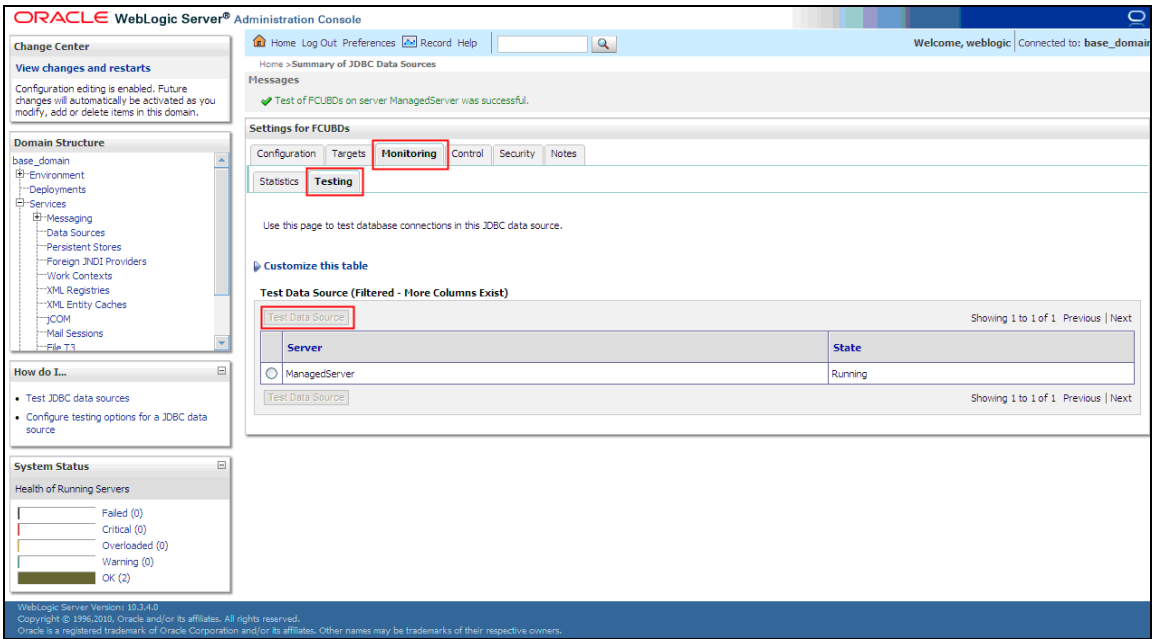 ORACLE WebLogic Server® Administration Console
Change Center
View changes and restarts
Configuration editing is enabled. Future
changes will automatically be activated as you
modify, add or delete items in this domain.
Domain Structure
base_domain
Environment
Deployments
Services
Messaging
Data Sources
Persistent Stores
Foreign JNDI Providers
Work Contexts
XML Registries
XML Entity Caches
jCOM
Mail Sessions
File T3
How do I...
Test JDBC data sources
Configure testing options for a JDBC data
source
System Status
Health of Running Servers
Failed (0)
Critical (0)
Overloaded (0)
Warning (0)
OK (2)
Home Log Out Preferences Record Help
Welcome, weblogic Connected to: base_domain
Home >Summary of JDBC Data Sources
Messages
Test of FCUBDs on server ManagedServer was successful.
Settings for FCUBDs
Configuration Targets Monitoring Control Security Notes
Statistics Testing
Use this page to test database connections in this JDBC data source.
Customize this table
Test Data Source (Filtered - More Columns Exist)
Test Data Source Showing 1 to 1 of 1 Previous | Next
Server State
ManagedServer Running
Test Data Source Showing 1 to 1 of 1 Previous | Next
WebLogic Server Version: 10.3.4.0
Copyright © 1996,2010, Oracle and/or its affiliates. All rights reserved.
Oracle is a registered trademark of Oracle Corporation and/or its affiliates. Other names may be trademarks of their respective owners.